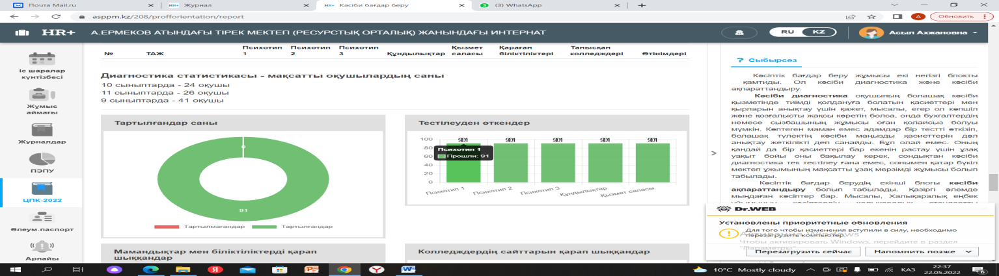 Почта Mail.ru
HR+ Журнал
HR+ Кәсіби бағдар беру
(3) WhatsApp
asppm.kz/208/profforientation/report
А
Обновить
HR+
А.ЕРМЕКОВ АТЫНДАҒЫ ТІРЕК МЕКТЕП (РЕСУРСТЫҚ ОРТАЛЫҚ) ЖАНЫНДАҒЫ ИНТЕРНАТ
RU KZ
Асыл Ахжановна
Іс шаралар
күнтізбесі
Жұмыс
аймағы
Журналдар
ПЭПУ
ЦПК-2022
Әлеум.паспорт
Арнайы
№ ТАЖ Психотип 1 Психотип 2 Психотип 3 Құндылықтар Қызмет саласы Қараған біліктіліктері Танысқан колледждері Өтінімдері
Диагностика статистикасы - мақсатты оқушылардың саны
10 сыныптарда - 24 оқушы
11 сыныптарда - 26 оқушы
9 сыныптарда - 41 оқушы
Тартылғандар саны
0
91
Тартылмағандар
Тартылғандар
Тестілеуден өткендер
100
80
60
40
20
0
Психотип 1
Прошли: 91
Психотип 1
Психотип 2
Психотип 3
Құндылықтар
Қызмет саласы
Мамандықтар мен біліктіліктерді қарап
шыққандар
Колледждердің сайттарын қарап шыққандар
? Сыбырсөз
Кәсіптік бағдар беру жұмысы екі негізгі блокты
қамтиды. Ол кәсіби диагностика және кәсіби
ақпараттандыру.
Кәсіби диагностика оқушының болашақ кәсіби
қызметінде тиімді қолдануға болатын қасиеттері мен
қырларын анықтау үшін қажет, мысалы, егер ол көпшіл
және қозғалысты жақсы көретін болса, онда бухгалтердің
немесе сызбашының жұмысы оған қолайсыз болуы
мүмкін. Көптеген маман емес адамдар бір тестті өткізіп,
болашақ түлектің кәсіби маңызды қасиеттерін дәл
анықтау жеткілікті деп санайды. Бұл олай емес. Оның
қандай да бір қасиеттері бар екенін растау үшін ұзақ
уақыт бойы оны бақылау керек, сондықтан кәсіби
диагностика тек тестілеу ғана емес, сонымен қатар бүкіл
мектеп ұжымының мақсатты ұзақ мерзімді жұмысы болып
табылады.
Кәсіптік бағдар берудің екінші блогы кәсіби
ақпараттандыру болып табылады. Қазіргі әлемде
мыңдаған кәсіптер бар. Мысалы, Халықаралық еңбек
Dr.WEB
Установлены приоритетные обновления
Для того чтобы изменения вступили в силу, необходимо
перезагрузить компьютер.
Чтобы активировать Windows, перейдите в раздел
"Параметры".
Перезагрузить сейчас
Напомнить позже
10°C Mostly cloudy
ҚАЗ
22:37
22.05.2022